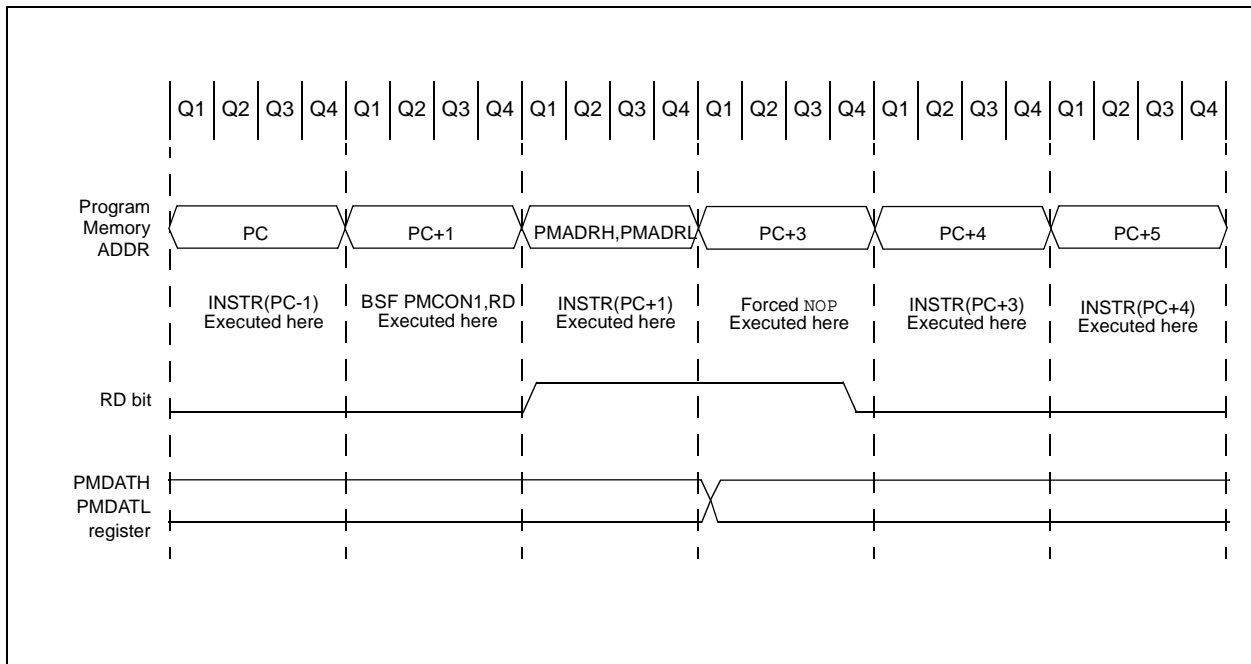 Q1 Q2 Q3 Q4 Q1 Q2 Q3 Q4 Q1 Q2 Q3 Q4 Q1 Q2 Q3 Q4 Q1 Q2 Q3 Q4 Q1 Q2 Q3 Q4
Program
Memory
ADDR
PC PC+1 PMADRH,PMADRL PC+3 PC+4 PC+5
INSTR(PC-1)
Executed here
BSF PMCON1,RD
Executed here
INSTR(PC+1)
Executed here
Forced NOP
Executed here
INSTR(PC+3)
Executed here
INSTR(PC+4)
Executed here
RD bit
PMDATH
PMDATL
register